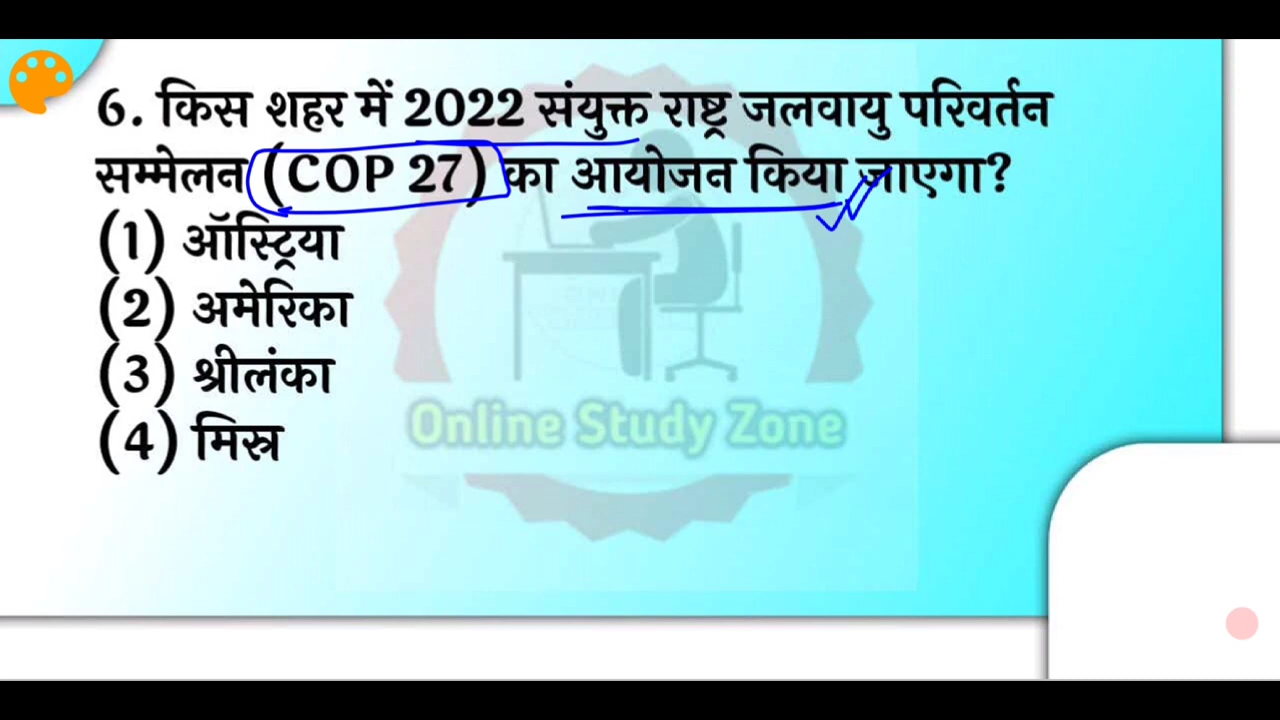 6. किस शहर में 2022 संयुक्त राष्ट्र जलवायु परिवर्तन
सम्मेलन (COP 27) का आयोजन किया जाएगा?
(1) ऑस्ट्रिया
(2) अमेरिका
(3) श्रीलंका
(4) मिस्र
Online Study Zone